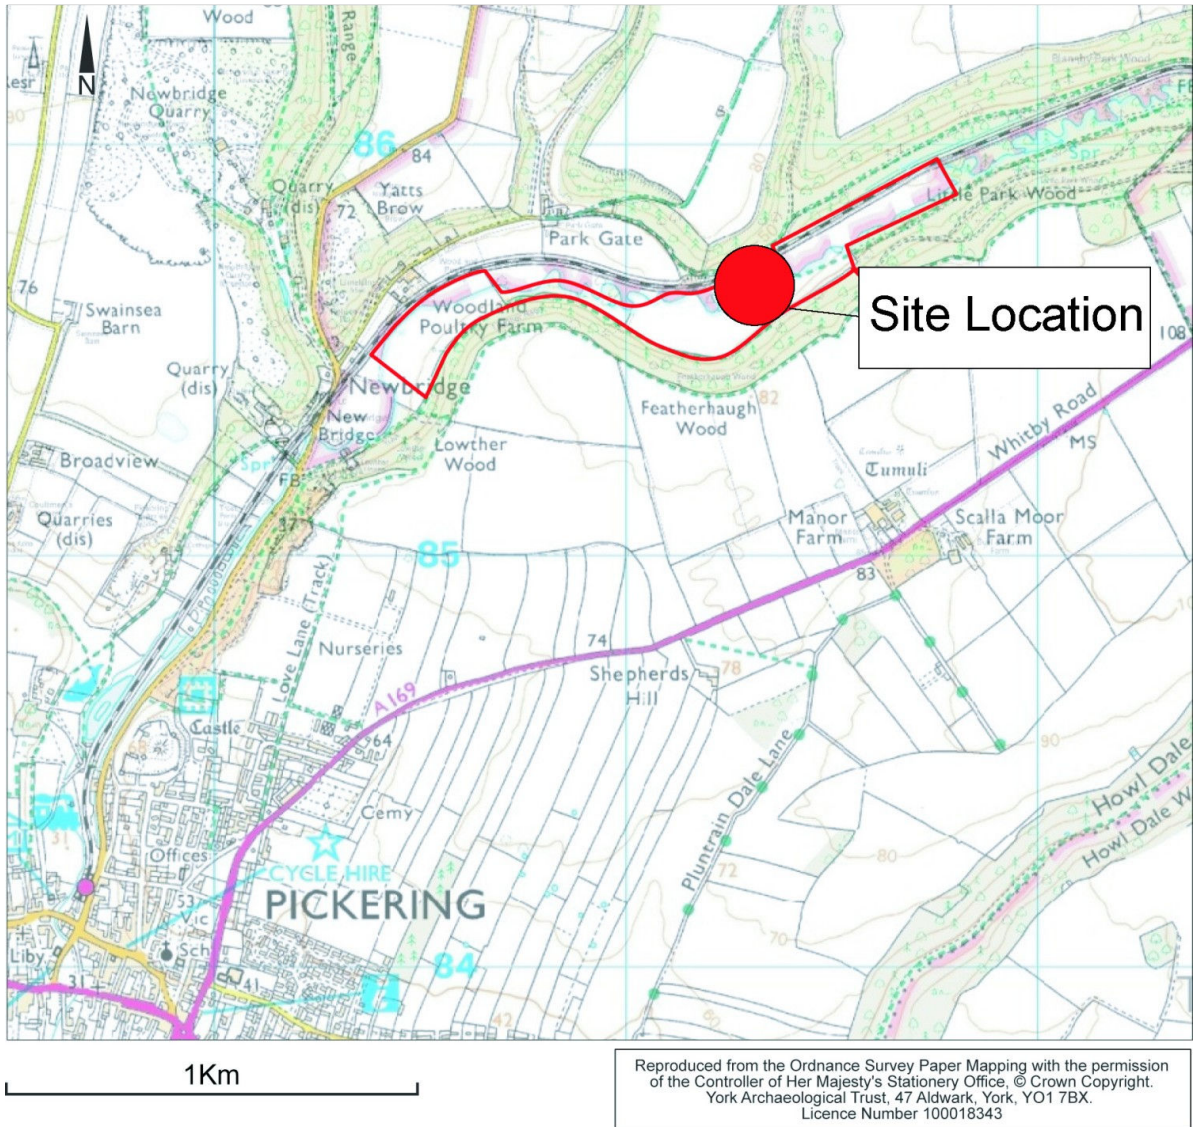 Wood
Range
Resr
N
Newbridge
Quarry
86
84
Yatts
Brow
Quarry
(dis)
72
Park Gate
80
Spr
Little Park Wood
76
Swainsea
Barn
Woodland
Poultry Farm
Site Location
108
Quarry
(dis)
Newbridge
New
Bridge
Featherhaugh
Wood
82
Whitby Road
MS
Broadview
Spr
FB
Lowther
Wood
Tumuli
Quarries
(dis)
37
Manor
Farm
Scalla Moor
Farm
85
83
Love Lane (Track)
Nurseries
74
Shepherds
Hill
78
A169
Castle
64
90
Pluntrain Dale Lane
Howl Dale
Howl Dale W
Cemy
Offices
CYCLE HIRE
80
72
53
Vic
PICKERING
Liby
Sch
70
84
31
41
42
60
1Km
Reproduced from the Ordnance Survey Paper Mapping with the permission
of the Controller of Her Majesty's Stationery Office, © Crown Copyright.
York Archaeological Trust, 47 Aldwark, York, YO1 7BX.
Licence Number 100018343